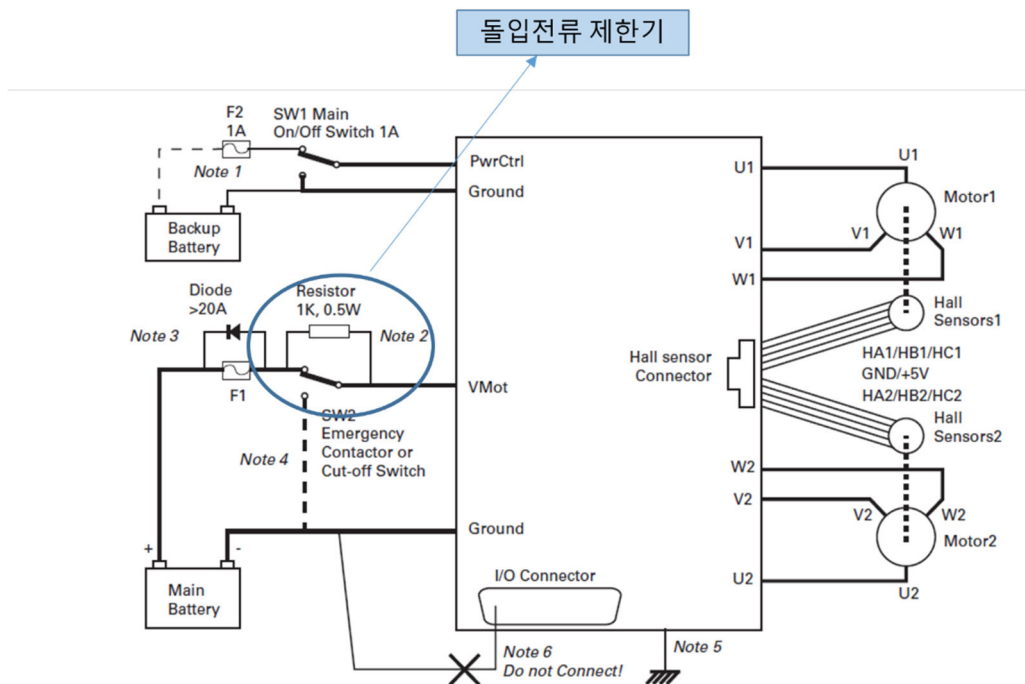 돌입전류 제한기
F2
1A
SW1 Main
On/Off Switch 1A
Note 1
PwrCtrl
Ground
Backup
Battery
Diode
>20A
Resistor
1K, 0.5W
Note 3
Note 2
F1
VMot
SW2
Emergency
Contactor or
Cut-off Switch
Note 4
Ground
+
-
Main
Battery
I/O Connector
Note 6
Do not Connect!
Note 5
Hall sensor
Connector
U1
V1
W1
U1
Motor1
V1
W1
Hall
Sensors1
HA1/HB1/HC1
GND/+5V
HA2/HB2/HC2
Hall
Sensors2
W2
V2
U2
V2
W2
Motor2
U2